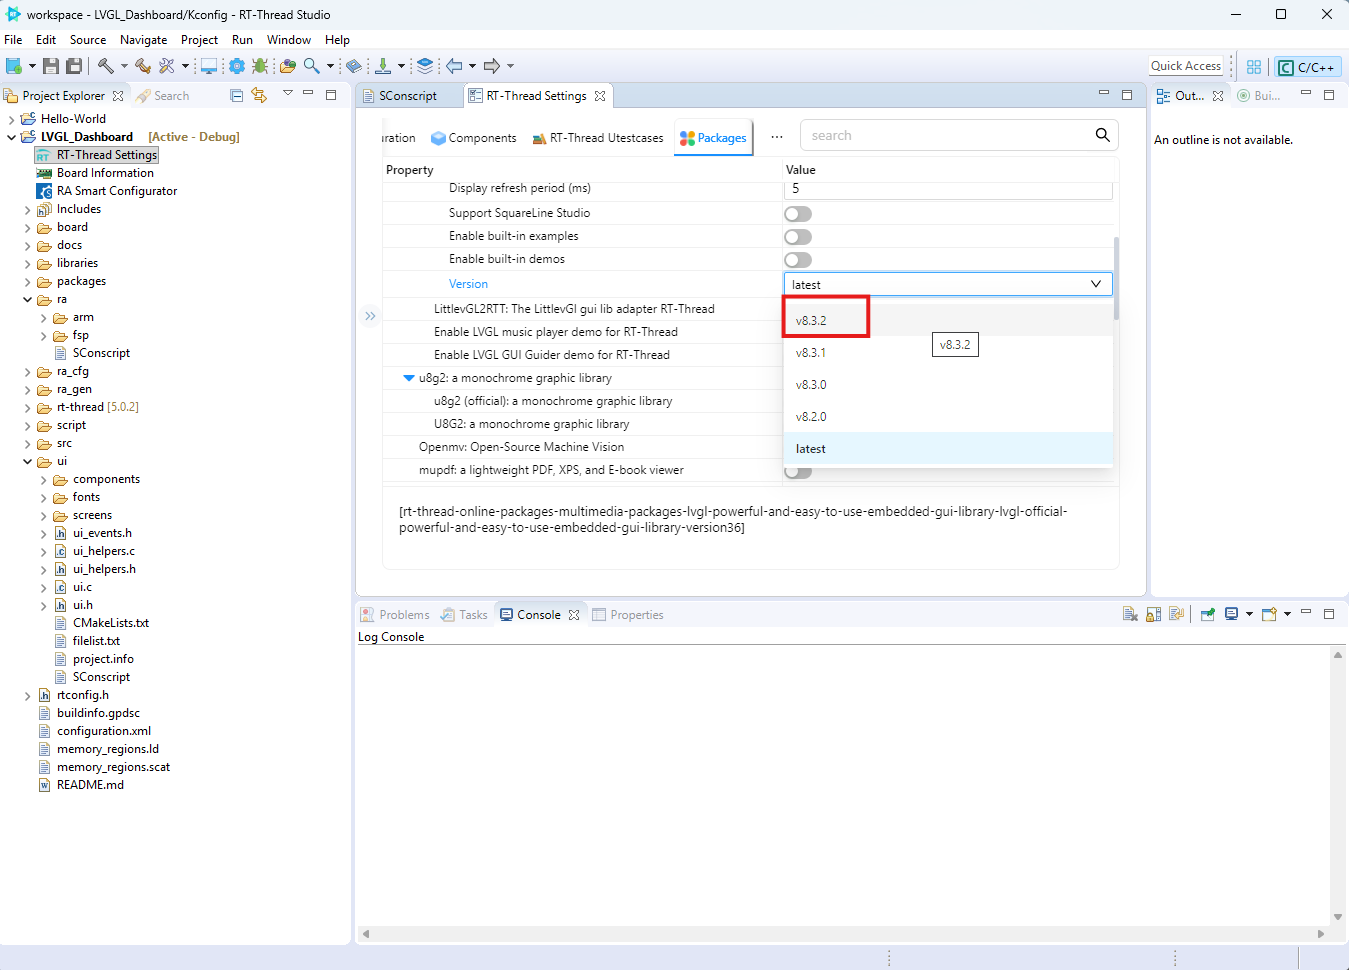 workspace - LVGL_Dashboard/Kconfig - RT-Thread Studio
File Edit Source Navigate Project Run Window Help
Quick Access
C/C++
Project Explorer
Search
Hello-World
LVGL_Dashboard [Active - Debug]
RT-Thread Settings
Board Information
RA Smart Configurator
Includes
board
docs
libraries
packages
ra
arm
fsp
SConscript
ra_cfg
ra_gen
rt-thread [5.0.2]
script
src
ui
components
fonts
screens
ui_events.h
ui_helpers.c
ui_helpers.h
ui.c
ui.h
CMakeLists.txt
filelist.txt
project.info
SConscript
rtconfig.h
buildinfo.gpdsc
configuration.xml
memory_regions.ld
memory_regions.scat
README.md
SConscript
RT-Thread Settings
uration Components RT-Thread Utestcases Packages ... search
Property Value
Display refresh period (ms) 5
Support SquareLine Studio
Enable built-in examples
Enable built-in demos
Version latest
LittlevGL2RTT: The LittlevGl gui lib adapter RT-Thread
Enable LVGL music player demo for RT-Thread
Enable LVGL GUI Guider demo for RT-Thread
u8g2: a monochrome graphic library
u8g2 (official): a monochrome graphic library
U8G2: a monochrome graphic library
Openmv: Open-Source Machine Vision
mupdf: a lightweight PDF, XPS, and E-book viewer
v8.3.2
v8.3.1
v8.3.0
v8.2.0
latest
v8.3.2
[rt-thread-online-packages-multimedia-packages-lvgl-powerful-and-easy-to-use-embedded-gui-library-lvgl-official-
powerful-and-easy-to-use-embedded-gui-library-version36]
Out... Bui...
An outline is not available.
Problems Tasks Console Properties
Log Console